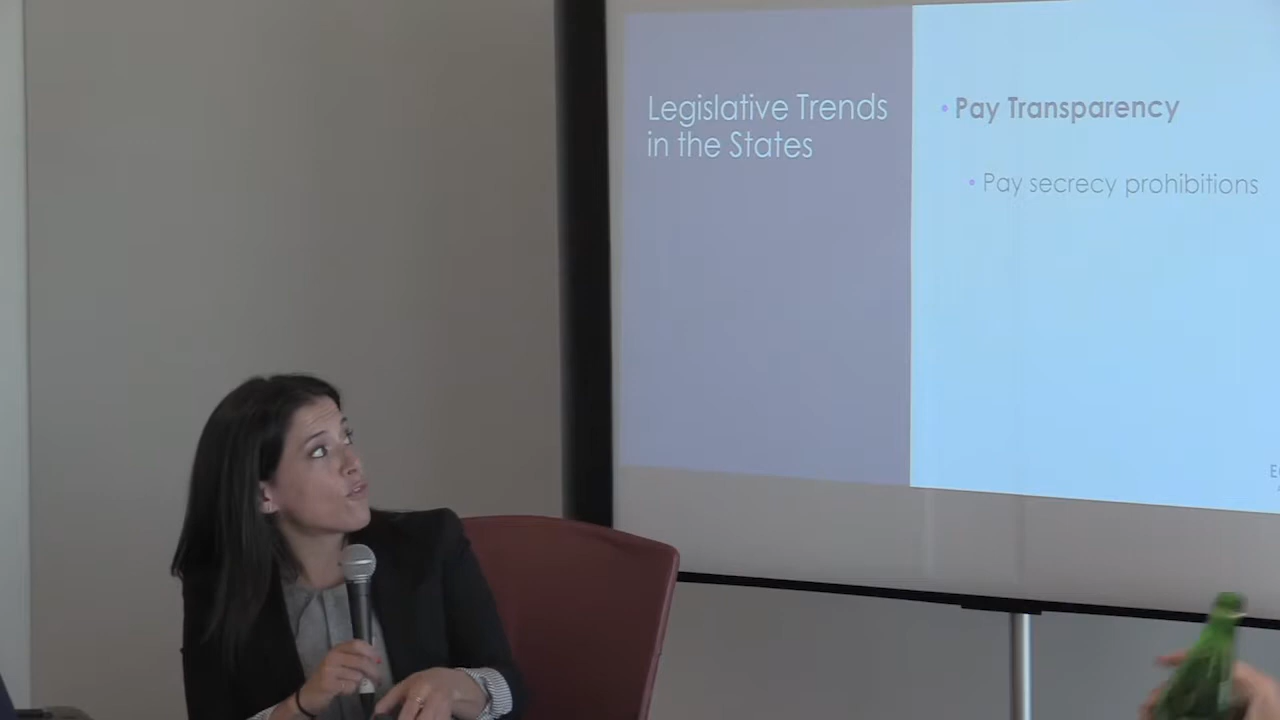 Legislative Trends
in the States
• Pay Transparency
• Pay secrecy prohibitions